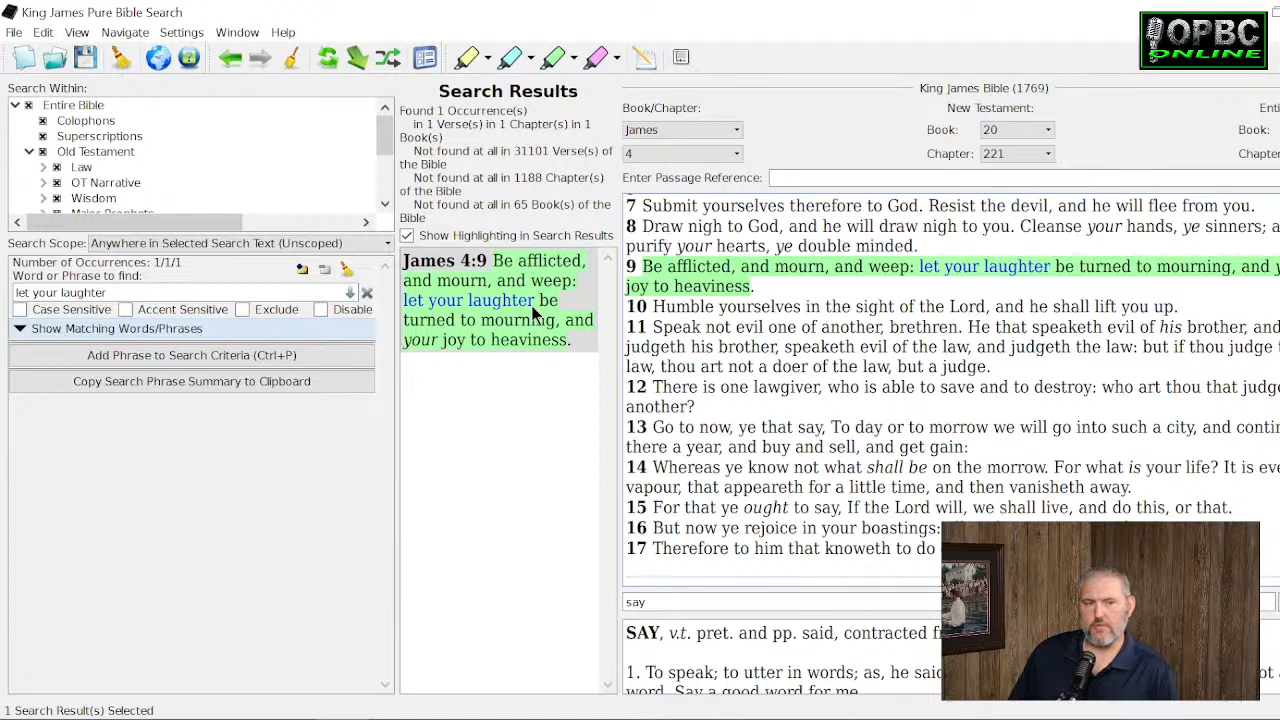 King James Pure Bible Search
File Edit View Navigate Settings Window Help
OPBC
ONLINE
Search Within:
Entire Bible
Colophons
Superscriptions
Old Testament
Law
OT Narrative
Wisdom
Major Prophets
Search Scope: Anywhere in Selected Search Text (Unscoped)
Number of Occurrences: 1/1/1
Word or Phrase to find:
let your laughter
Case Sensitive Accent Sensitive Exclude Disable
Show Matching Words/Phrases
Add Phrase to Search Criteria (Ctrl+P)
Copy Search Phrase Summary to Clipboard
Search Results
Found 1 Occurrence(s)
in 1 Verse(s) in 1 Chapter(s) in 1
Book(s)
Not found at all in 31101 Verse(s) of
the Bible
Not found at all in 1188 Chapter(s)
of the Bible
Not found at all in 65 Book(s) of the
Bible
Show Highlighting in Search Results
James 4:9 Be afflicted,
and mourn, and weep:
let your laughter be
turned to mourning, and
your joy to heaviness.
King James Bible (1769)
Book/Chapter: New Testament: Enti
James Book: 20 Book:
4 Chapter: 221 Chapte
Enter Passage Reference:
7 Submit yourselves therefore to God. Resist the devil, and he will flee from you.
8 Draw nigh to God, and he will draw nigh to you. Cleanse your hands, ye sinners; a
purify your hearts, ye double minded.
9 Be afflicted, and mourn, and weep: let your laughter be turned to mourning, and y
joy to heaviness.
10 Humble yourselves in the sight of the Lord, and he shall lift you up.
11 Speak not evil one of another, brethren. He that speaketh evil of his brother, and
judgeth his brother, speaketh evil of the law, and judgeth the law: but if thou judge t
law, thou art not a doer of the law, but a judge.
12 There is one lawgiver, who is able to save and to destroy: who art thou that judge
another?
13 Go to now, ye that say, To day or to morrow we will go into such a city, and contin
there a year, and buy and sell, and get gain:
14 Whereas ye know not what shall be on the morrow. For what is your life? It is eve
vapour, that appeareth for a little time, and then vanisheth away.
15 For that ye ought to say, If the Lord will, we shall live, and do this, or that.
16 But now ye rejoice in your boastings:
17 Therefore to him that knoweth to do
say
SAY, v.t. pret. and pp. said, contracted f
1. To speak; to utter in words; as, he said
word. Say a good word for me.
1 Search Result(s) Selected